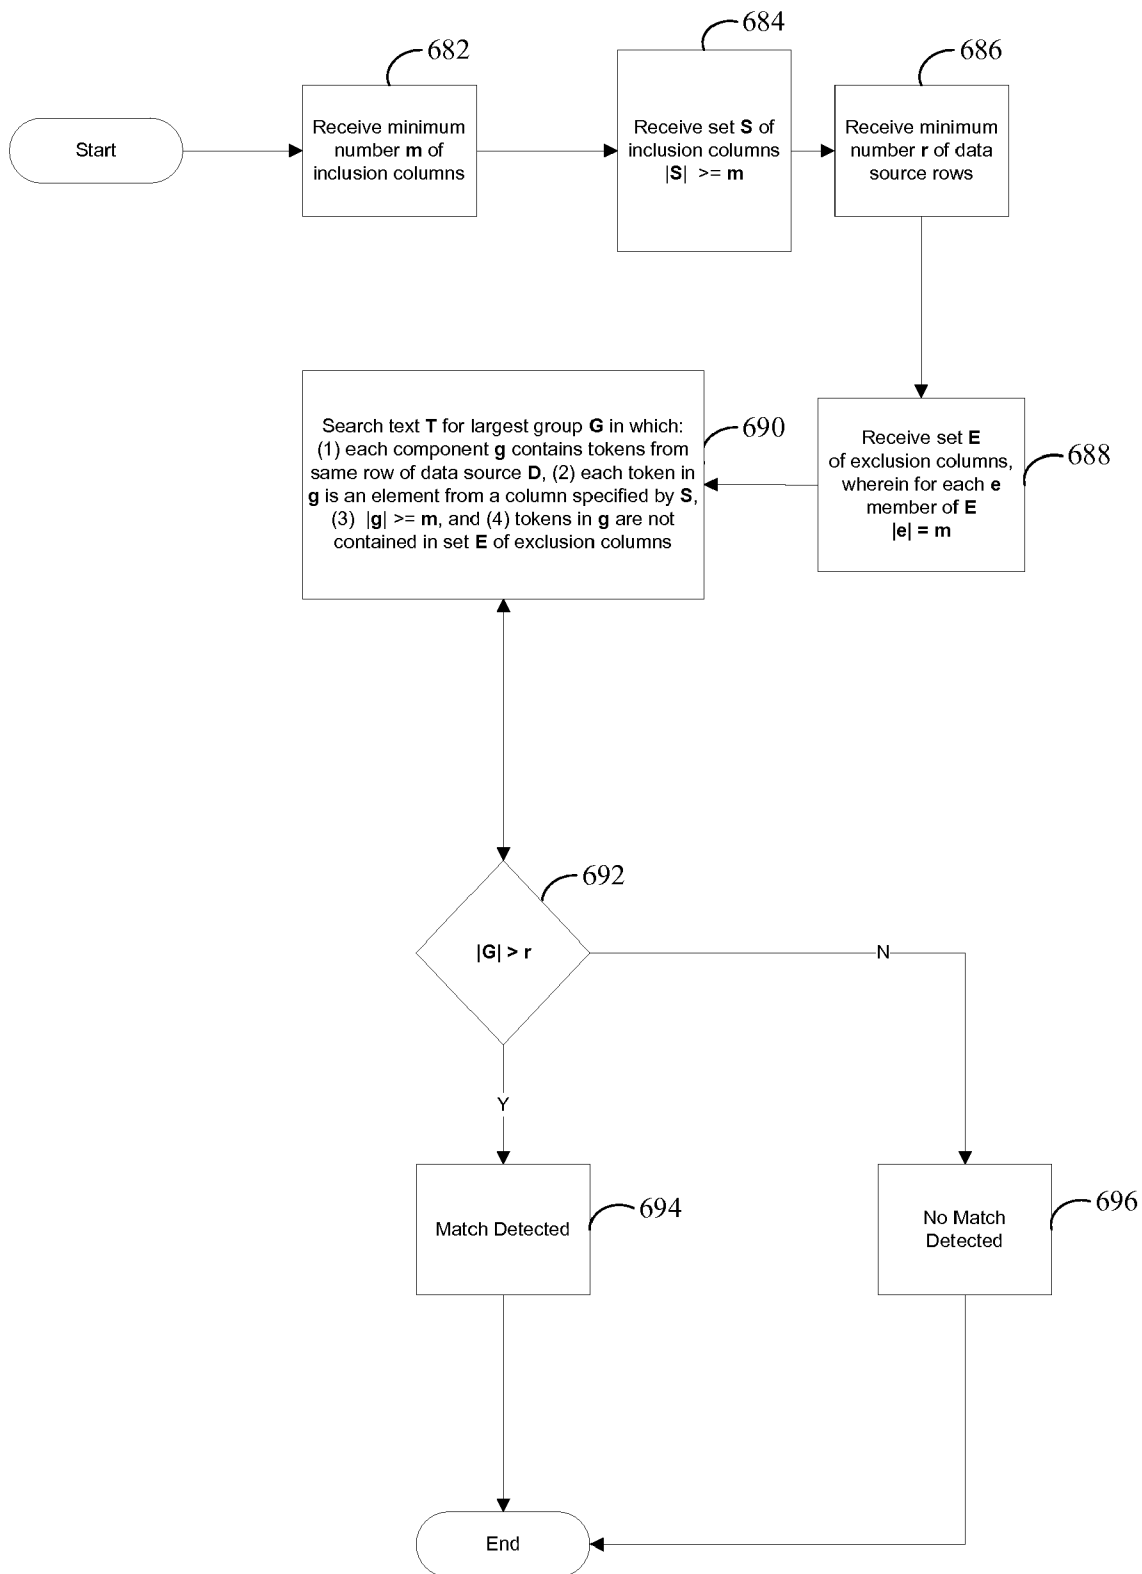 682
684
686
Start
Receive minimum
number m of
inclusion columns
Receive set S of
inclusion columns
|S| >= m
Receive minimum
number r of data
source rows
Search text T for largest group G in which:
(1) each component g contains tokens from
same row of data source D, (2) each token in
g is an element from a column specified by S,
(3) |g| >= m, and (4) tokens in g are not
contained in set E of exclusion columns
690
Receive set E
of exclusion columns,
wherein for each e
member of E
|e| = m
688
692
|G| > r
N
Y
Match Detected
694
No Match
Detected
696
End